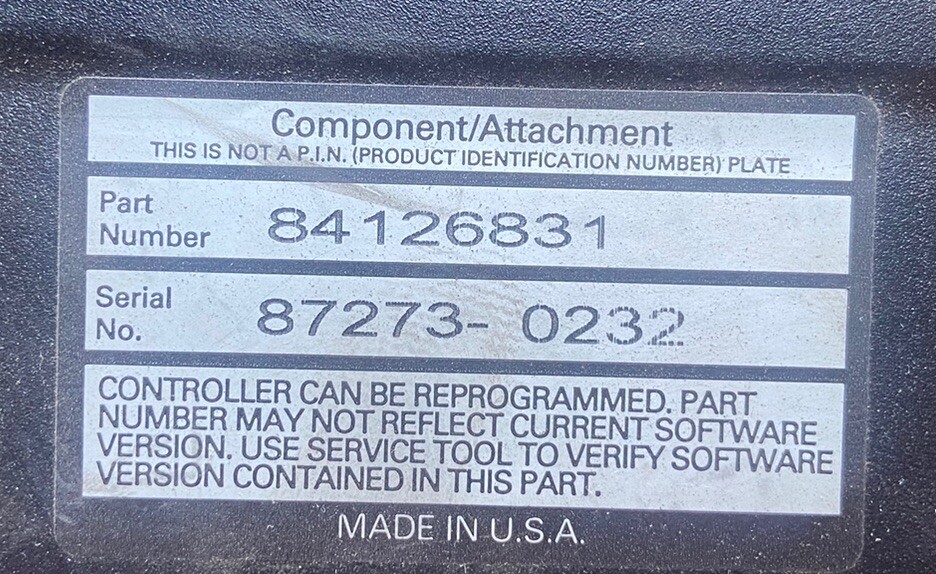 Component/Attachment
THIS IS NOT A P.I.N. (PRODUCT IDENTIFICATION NUMBER) PLATE
Part
Number 84126831
Serial
No. 87273- 0232
CONTROLLER CAN BE REPROGRAMMED. PART
NUMBER MAY NOT REFLECT CURRENT SOFTWARE
VERSION. USE SERVICE TOOL TO VERIFY SOFTWARE
VERSION CONTAINED IN THIS PART.
MADE IN U.S.A.